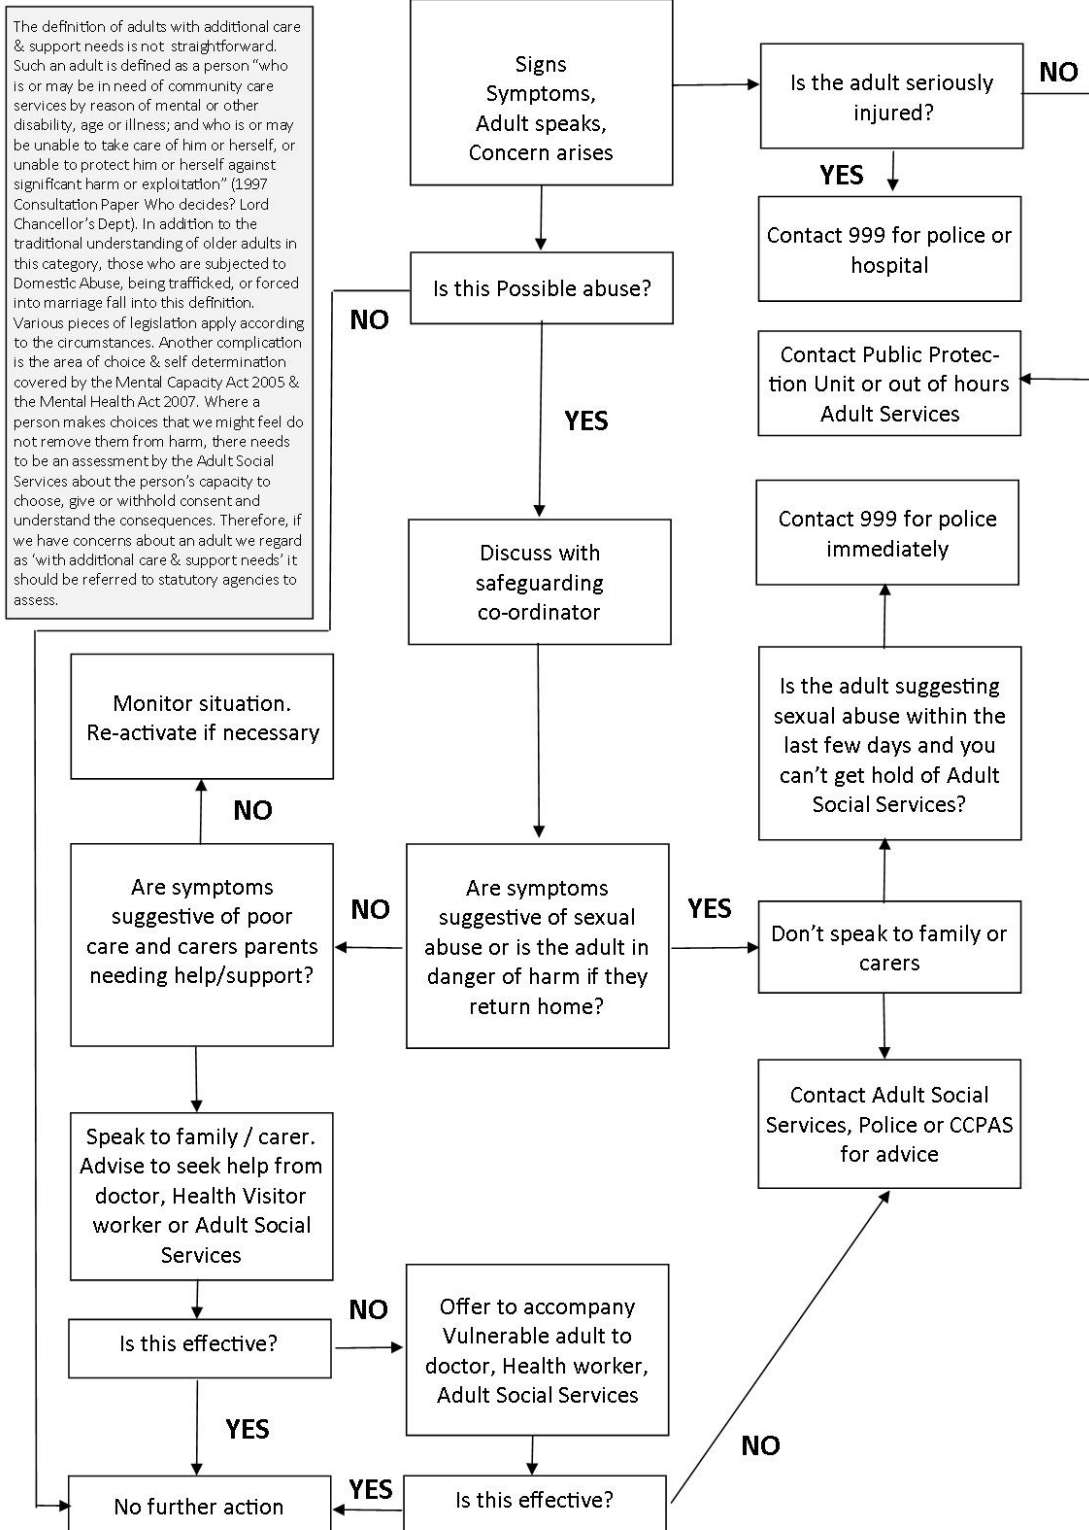 The definition of adults with additional care
& support needs is not straightforward.
Such an adult is defined as a person “who
is or may be in need of community care
services by reason of mental or other
disability, age or illness; and who is or may
be unable to take care of him or herself, or
unable to protect him or herself against
significant harm or exploitation” (1997
Consultation Paper Who decides? Lord
Chancellor’s Dept). In addition to the
traditional understanding of older adults in
this category, those who are subjected to
Domestic Abuse, being trafficked, or forced
into marriage fall into this definition.
Various pieces of legislation apply according
to the circumstances. Another complication
is the area of choice & self determination
covered by the Mental Capacity Act 2005 &
the Mental Health Act 2007. Where a
person makes choices that we might feel do
not remove them from harm, there needs
to be an assessment by the Adult Social
Services about the person’s capacity to
choose, give or withhold consent and
understand the consequences. Therefore, if
we have concerns about an adult we regard
as ‘with additional care & support needs’ it
should be referred to statutory agencies to
assess.
Signs
Symptoms,
Adult speaks,
Concern arises
Is the adult seriously
injured?
NO
YES
Contact 999 for police or
hospital
Is this Possible abuse?
NO
YES
Contact Public Protec-
tion Unit or out of hours
Adult Services
Contact 999 for police
immediately
Discuss with
safeguarding
co-ordinator
Is the adult suggesting
sexual abuse within the
last few days and you
can’t get hold of Adult
Social Services?
Monitor situation.
Re-activate if necessary
NO
Are symptoms
suggestive of poor
care and carers parents
needing help/support?
NO
Are symptoms
suggestive of sexual
abuse or is the adult in
danger of harm if they
return home?
YES
Don’t speak to family or
carers
Contact Adult Social
Services, Police or CCPAS
for advice
Speak to family / carer.
Advise to seek help from
doctor, Health Visitor
worker or Adult Social
Services
Is this effective?
NO
Offer to accompany
Vulnerable adult to
doctor, Health worker,
Adult Social Services
YES
NO
No further action
YES
Is this effective?